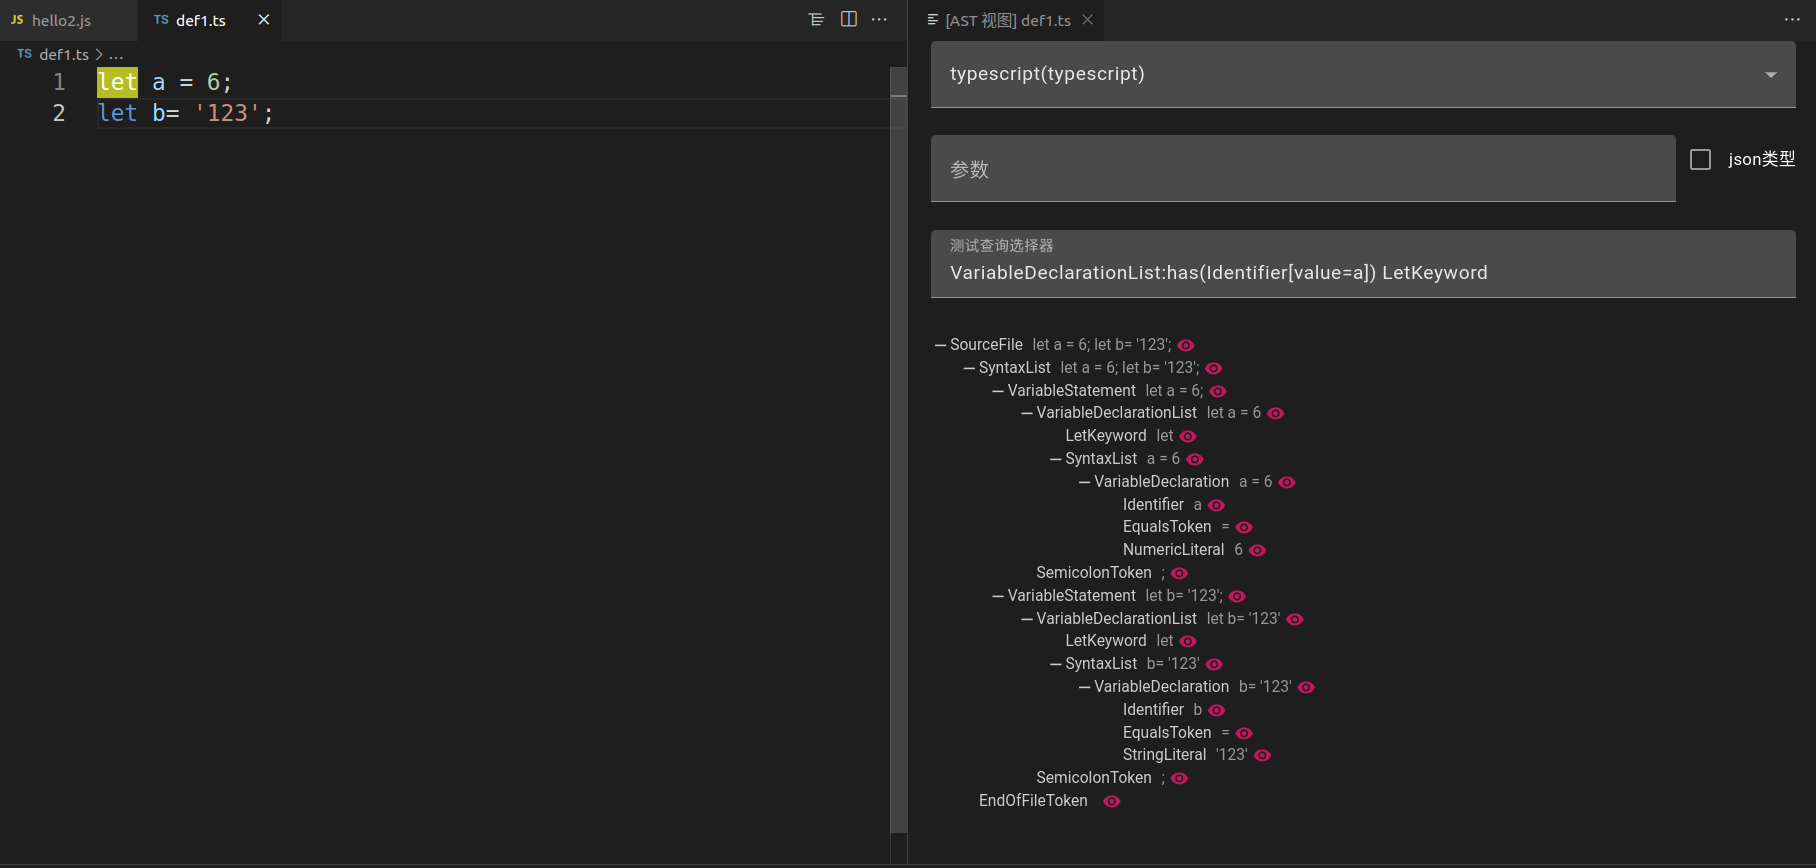 JS hello2.js
TS def1.ts
TS def1.ts > ...
1 let a = 6;
2 let b= '123';
[AST 视图] def1.ts
typescript(typescript)
参数
json类型
测试查询选择器
VariableDeclarationList:has(Identifier[value=a]) LetKeyword
SourceFile let a = 6; let b= '123';
SyntaxList let a = 6; let b= '123';
VariableStatement let a = 6;
VariableDeclarationList let a = 6
LetKeyword let
SyntaxList a = 6
VariableDeclaration a = 6
Identifier a
EqualsToken =
NumericLiteral 6
SemicolonToken ;
VariableStatement let b= '123';
VariableDeclarationList let b= '123'
LetKeyword let
SyntaxList b= '123'
VariableDeclaration b= '123'
Identifier b
EqualsToken =
StringLiteral '123'
SemicolonToken ;
EndOfFileToken